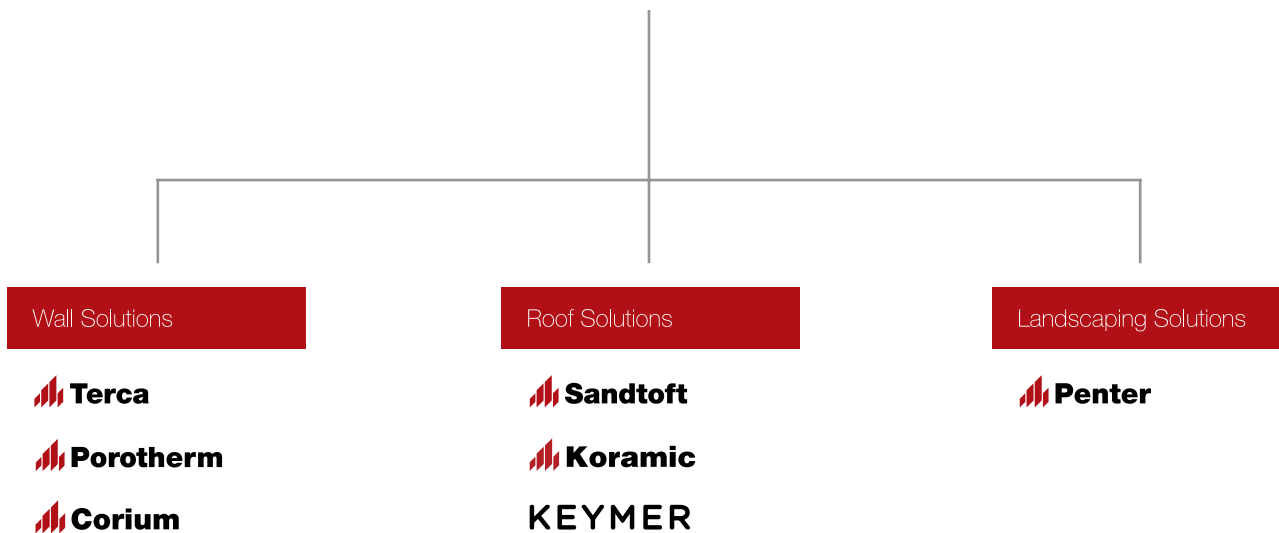 Wall Solutions
Terca
Porotherm
Corium
Roof Solutions
Sandtoft
Koramic
KEYMER
Landscaping Solutions
Penter